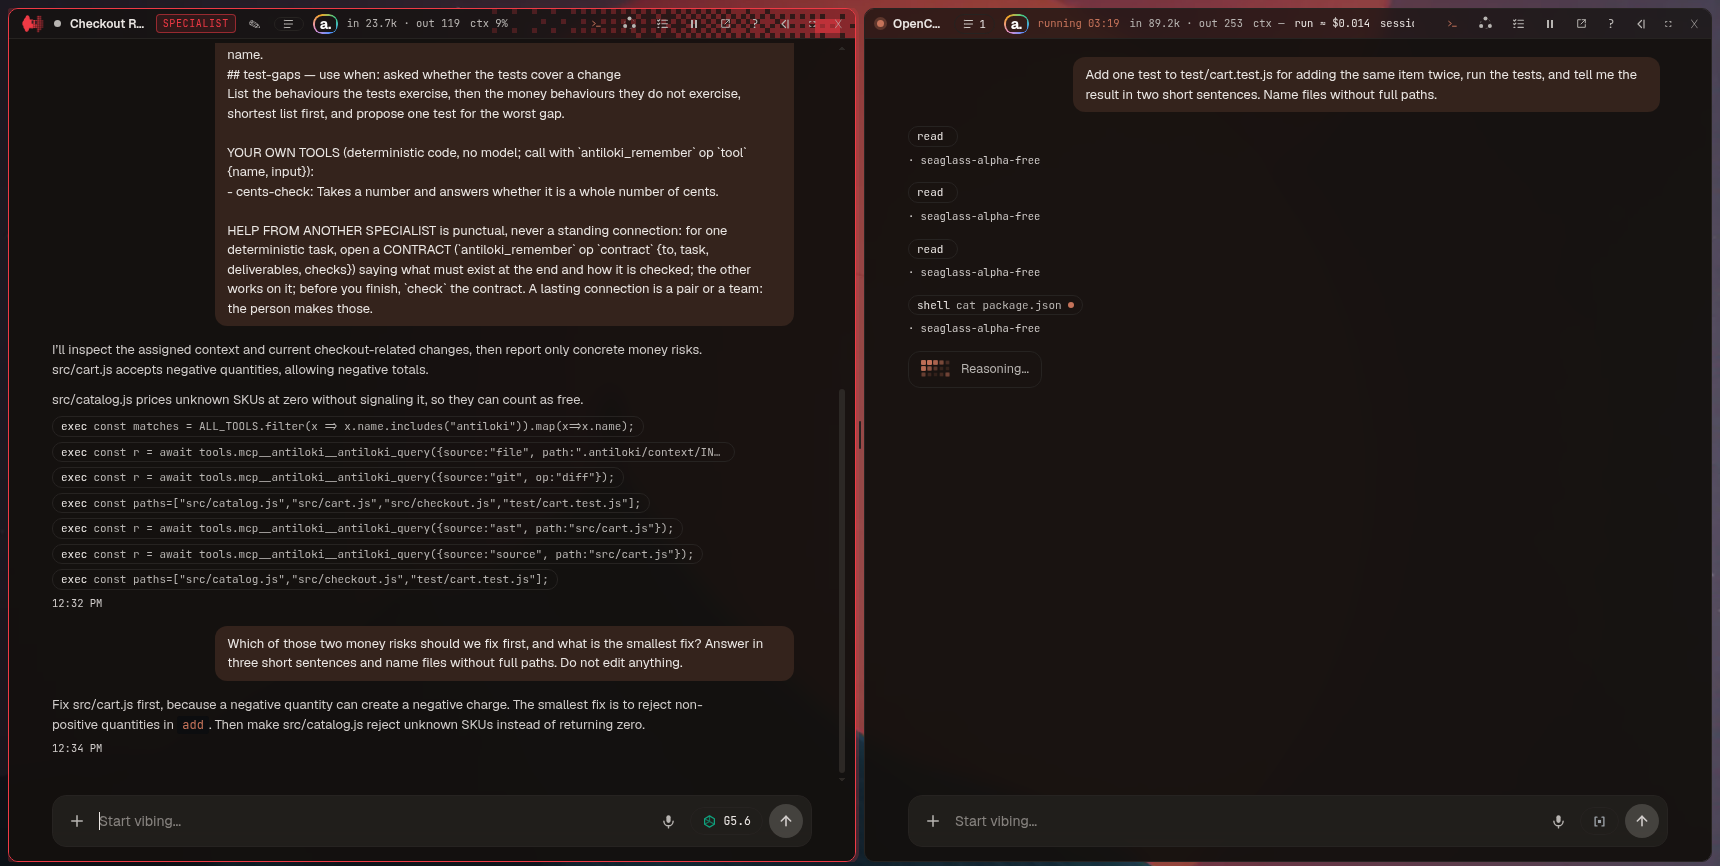 Checkout R... SPECIALIST a. in 23.7k · out 119 ctx 9%
name.
## test-gaps — use when: asked whether the tests cover a change
List the behaviours the tests exercise, then the money behaviours they do not exercise,
shortest list first, and propose one test for the worst gap.
YOUR OWN TOOLS (deterministic code, no model; call with `antiloki_remember` op `tool`
{name, input}):
- cents-check: Takes a number and answers whether it is a whole number of cents.
HELP FROM ANOTHER SPECIALIST is punctual, never a standing connection: for one
deterministic task, open a CONTRACT (`antiloki_remember` op `contract` {to, task,
deliverables, checks}) saying what must exist at the end and how it is checked; the other
works on it; before you finish, `check` the contract. A lasting connection is a pair or a team:
the person makes those.
I'll inspect the assigned context and current checkout-related changes, then report only concrete money risks.
src/cart.js accepts negative quantities, allowing negative totals.
src/catalog.js prices unknown SKUs at zero without signaling it, so they can count as free.
exec const matches = ALL_TOOLS.filter(x => x.name.includes("antiloki")).map(x=>x.name);
exec const r = await tools.mcp__antiloki__antiloki_query({source:"file", path:".antiloki/context/IN…
exec const r = await tools.mcp__antiloki__antiloki_query({source:"git", op:"diff"});
exec const paths=["src/catalog.js","src/cart.js","src/checkout.js","test/cart.test.js"];
exec const r = await tools.mcp__antiloki__antiloki_query({source:"ast", path:"src/cart.js"});
exec const r = await tools.mcp__antiloki__antiloki_query({source:"source", path:"src/cart.js"});
exec const paths=["src/catalog.js","src/checkout.js","test/cart.test.js"];
12:32 PM
Which of those two money risks should we fix first, and what is the smallest fix? Answer in
three short sentences and name files without full paths. Do not edit anything.
Fix src/cart.js first, because a negative quantity can create a negative charge. The smallest fix is to reject non-
positive quantities in add . Then make src/catalog.js reject unknown SKUs instead of returning zero.
12:34 PM
Start vibing...
G5.6
OpenC... 1 a. running 03:19 in 89.2k · out 253 ctx — run ≈ $0.014 sessi
Add one test to test/cart.test.js for adding the same item twice, run the tests, and tell me the
result in two short sentences. Name files without full paths.
read
· seaglass-alpha-free
read
· seaglass-alpha-free
read
· seaglass-alpha-free
shell cat package.json
· seaglass-alpha-free
Reasoning...
Start vibing...